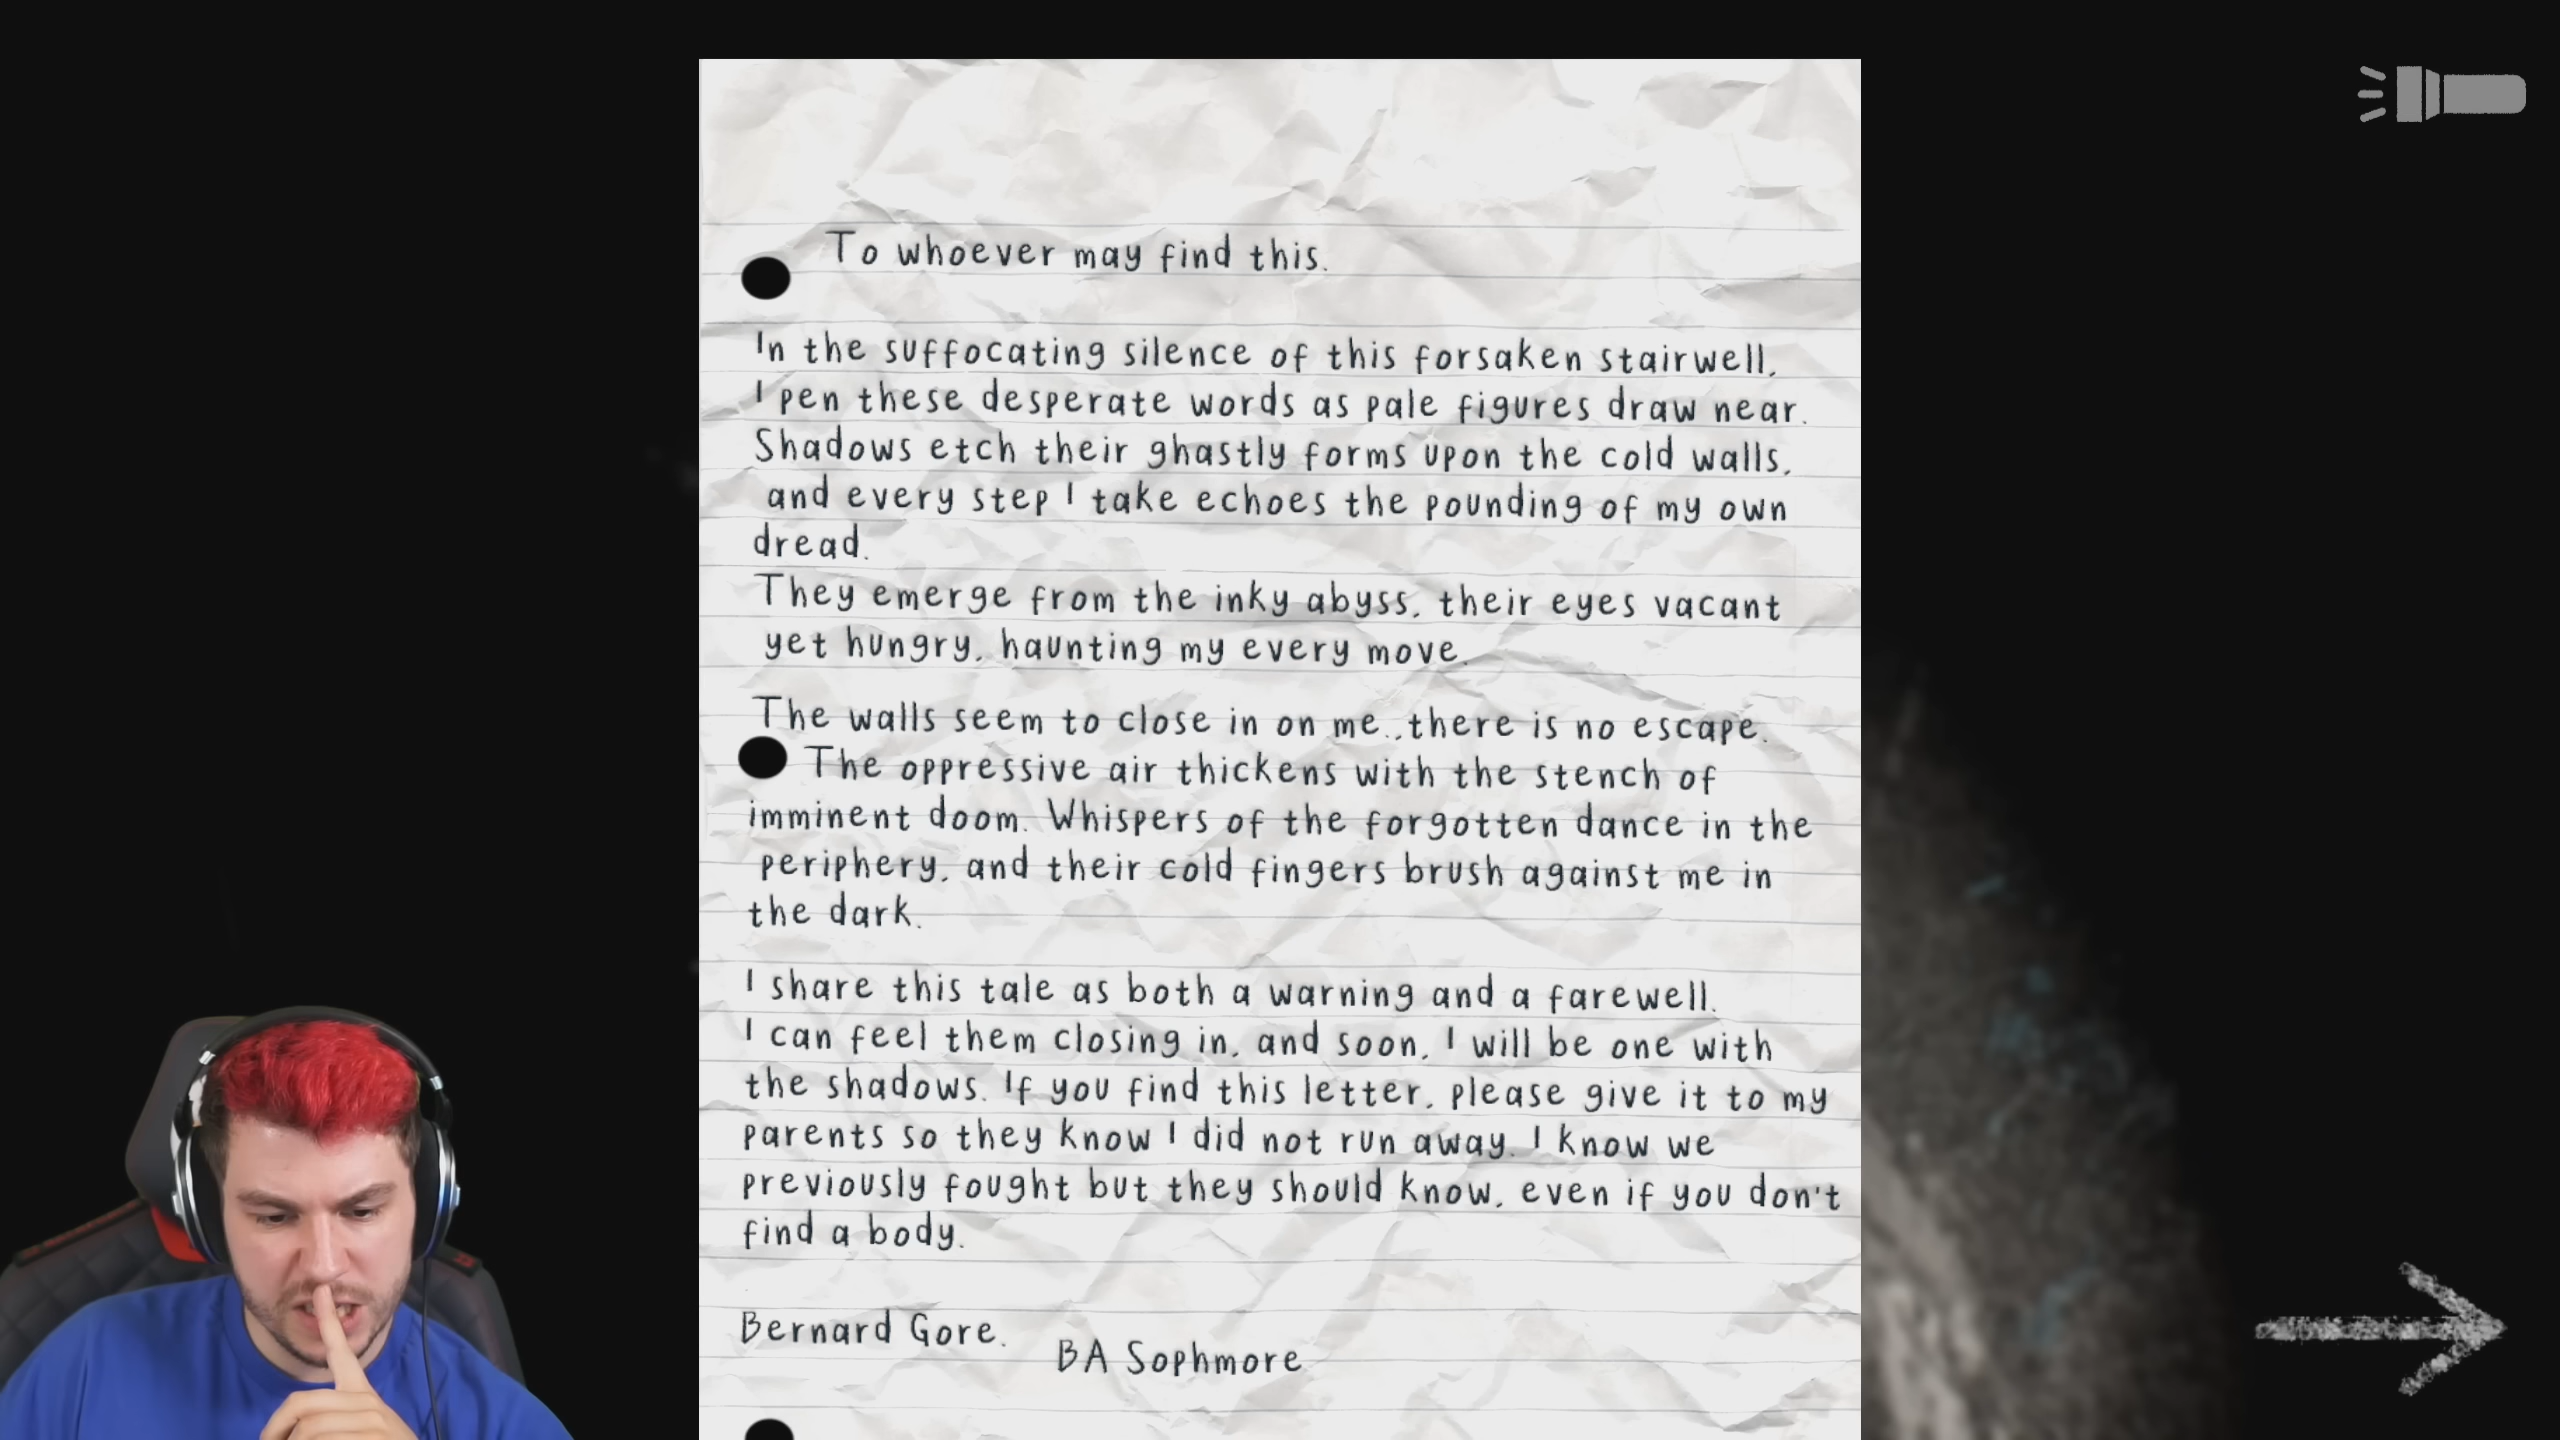 To whoever may find this.
In the suffocating silence of this forsaken stairwell,
I pen these desperate words as pale figures draw near.
Shadows etch their ghastly forms upon the cold walls,
and every step I take echoes the pounding of my own
dread.
They emerge from the inky abyss, their eyes vacant
yet hungry, haunting my every move.
The walls seem to close in on me.,there is no escape.
The oppressive air thickens with the stench of
imminent doom. Whispers of the forgotten dance in the
periphery, and their cold fingers brush against me in
the dark.
I share this tale as both a warning and a farewell.
I can feel them closing in, and soon, I will be one with
the shadows. If you find this letter, please give it to my
parents so they know I did not run away. I know we
previously fought but they should know, even if you don't
find a body.
Bernard Gore.
BA Sophmore